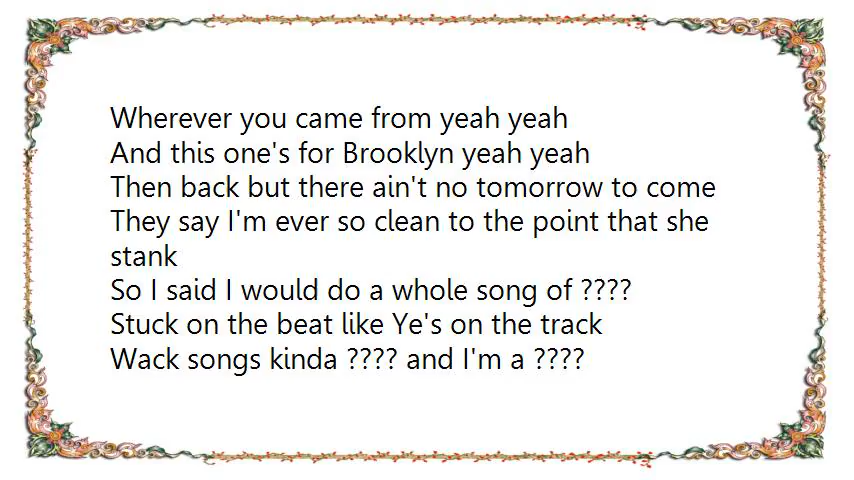 Wherever you came from yeah yeah
And this one's for Brooklyn yeah yeah
Then back but there ain't no tomorrow to come
They say I'm ever so clean to the point that she
stank
So I said I would do a whole song of ????
Stuck on the beat like Ye's on the track
Wack songs kinda ???? and I'm a ????